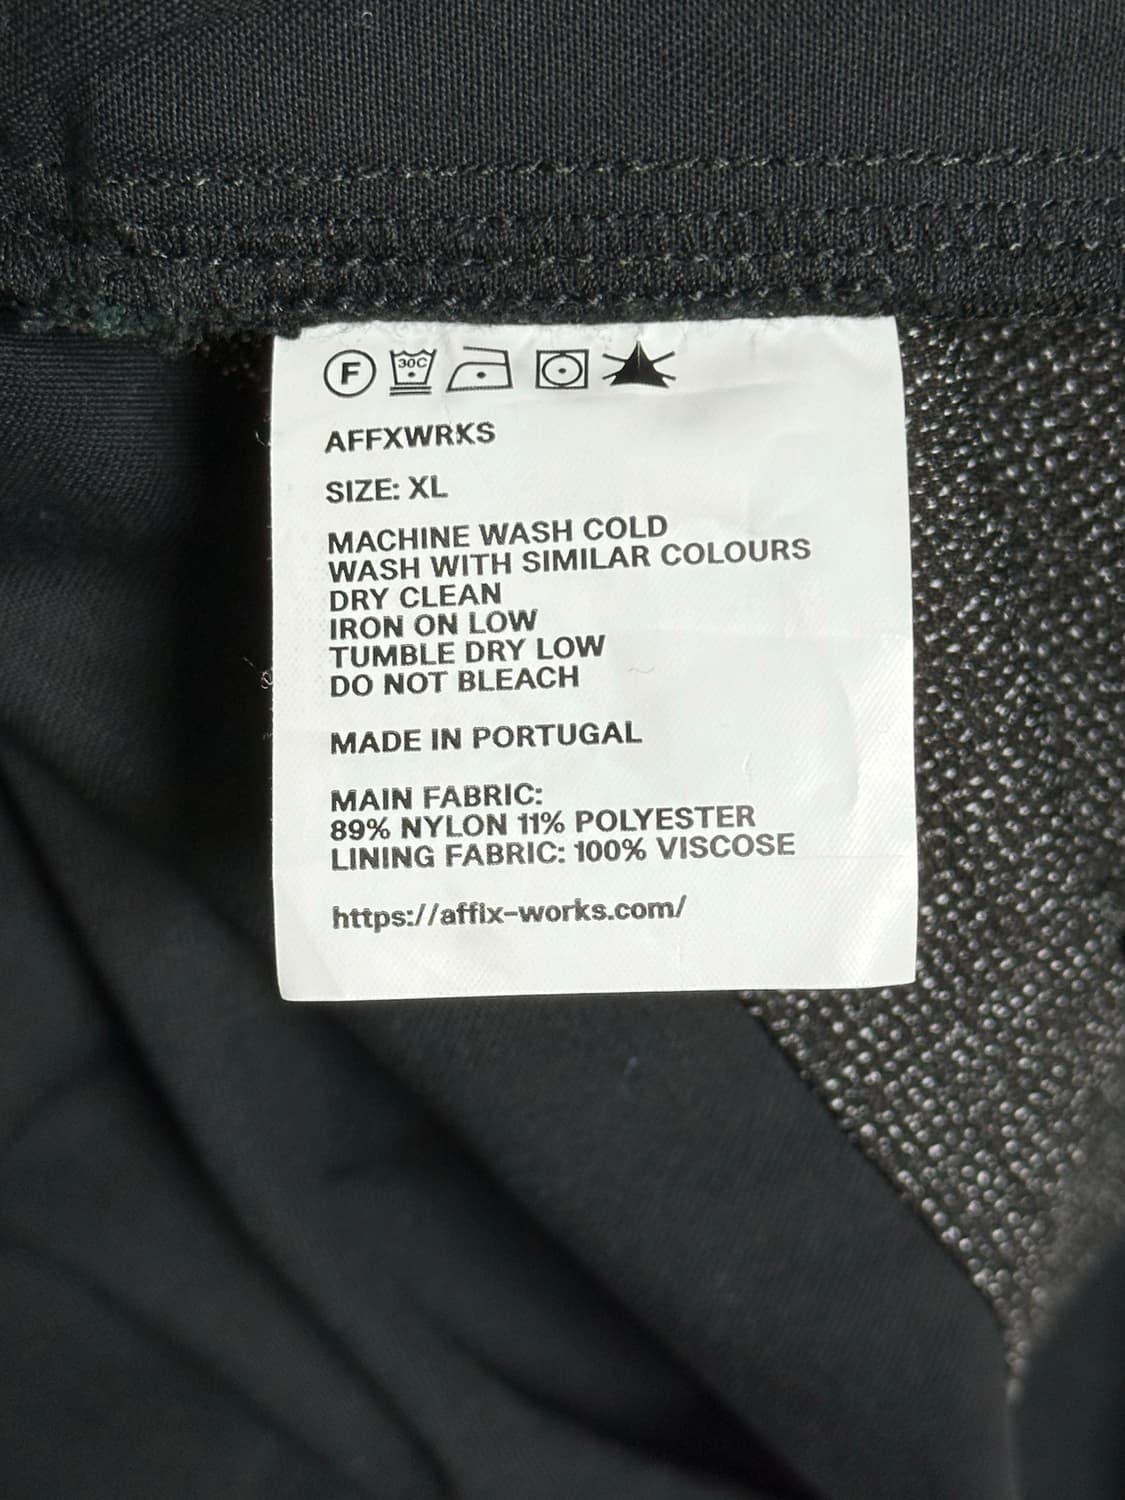 F 30C
AFFXWRKS
SIZE: XL
MACHINE WASH COLD
WASH WITH SIMILAR COLOURS
DRY CLEAN
IRON ON LOW
TUMBLE DRY LOW
DO NOT BLEACH
MADE IN PORTUGAL
MAIN FABRIC:
89% NYLON 11% POLYESTER
LINING FABRIC: 100% VISCOSE
https://affix-works.com/